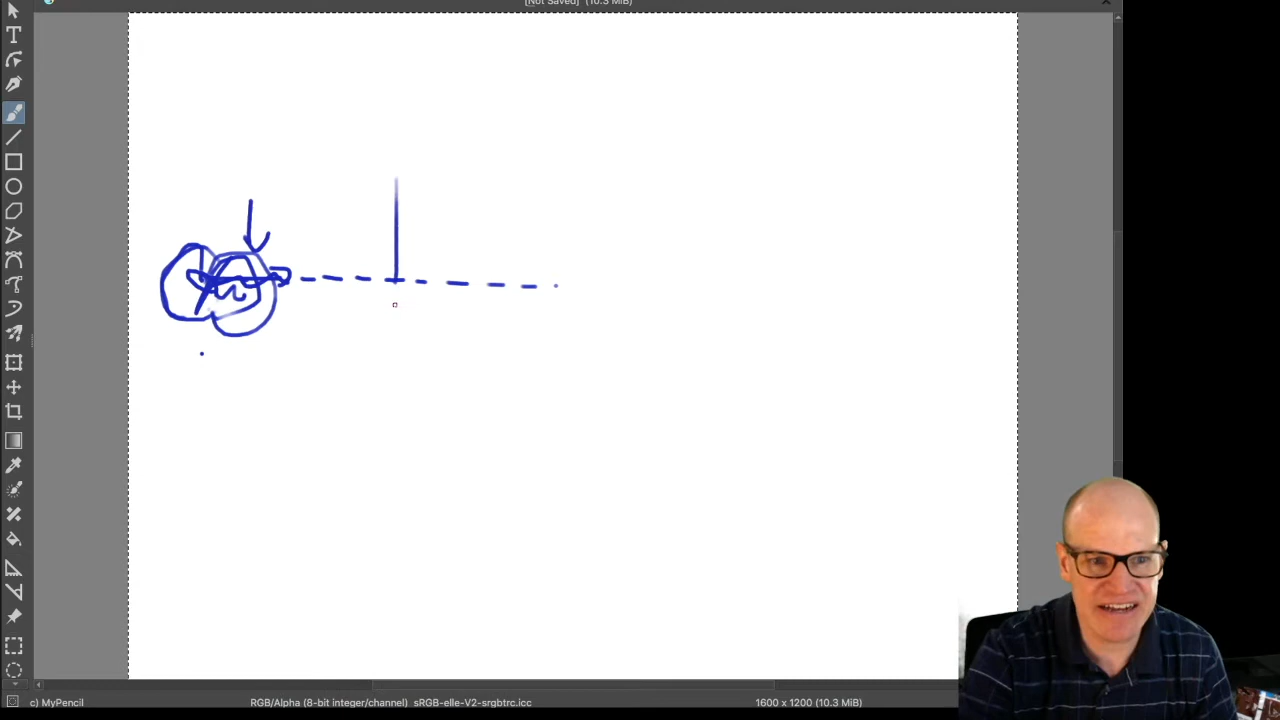 [Not Saved] (10.3 MiB)
T
c) MyPencil
RGB/Alpha (8-bit integer/channel) sRGB-elle-V2-srgbtrc.icc
1600 x 1200 (10.3 MiB)